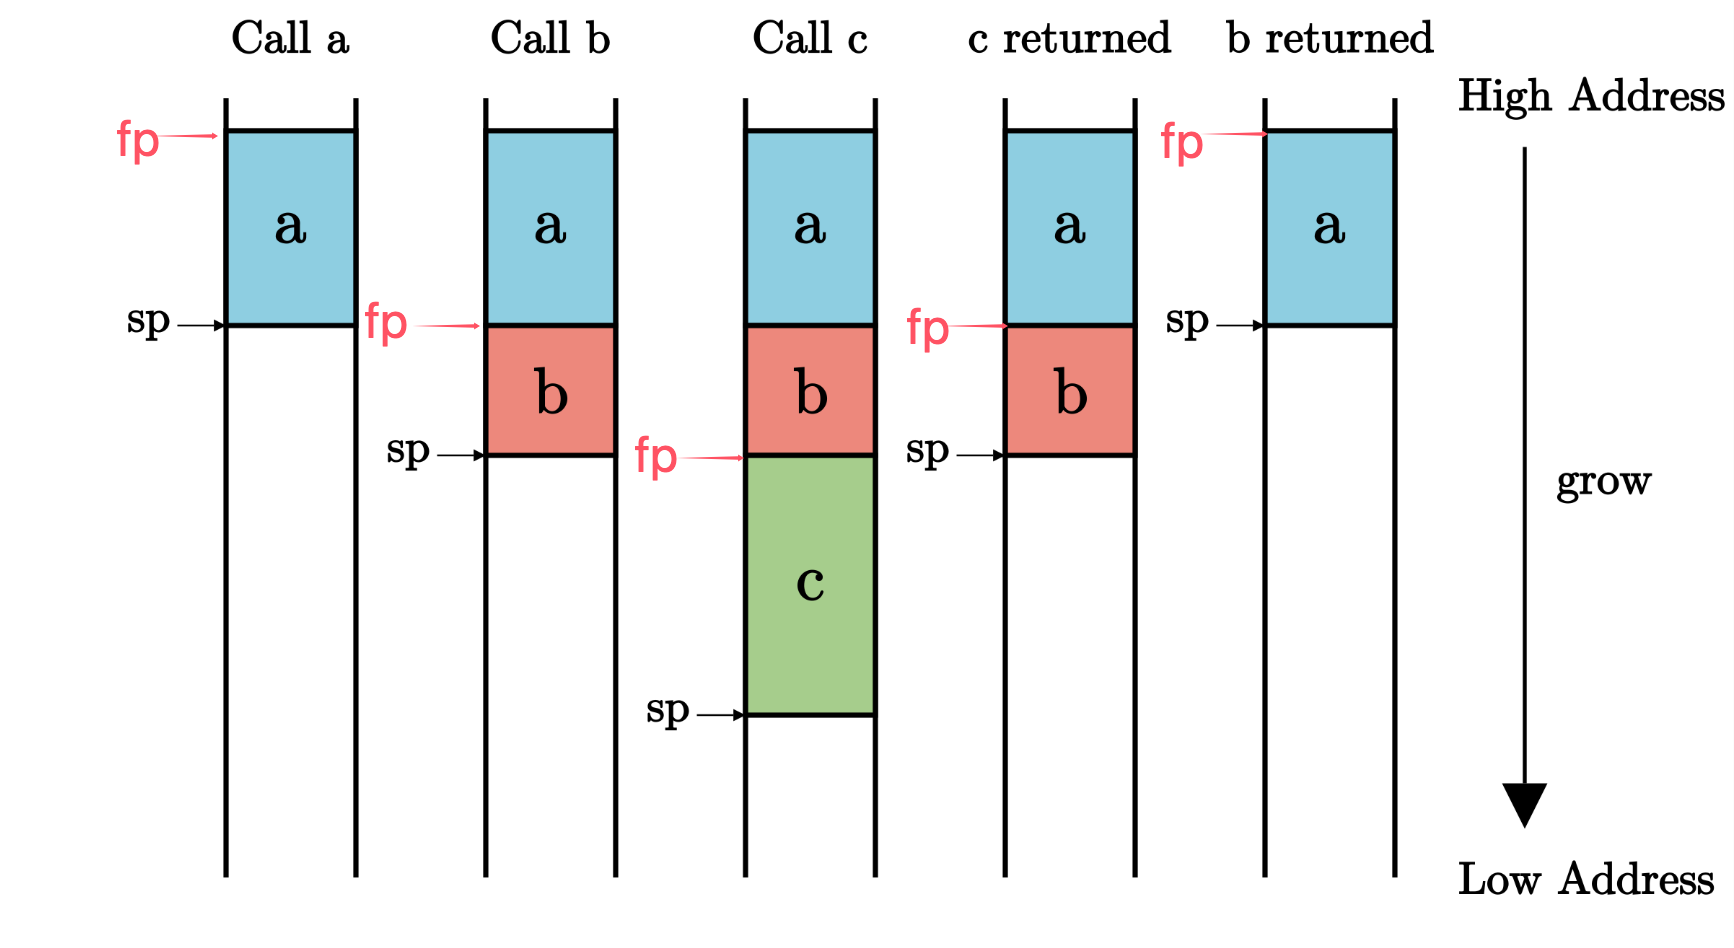 Call a
Call b
Call c
c returned
b returned
High Address
fp
fp
a
a
a
a
a
sp
fp
fp
sp
b
b
b
sp
fp
sp
grow
c
sp
Low Address